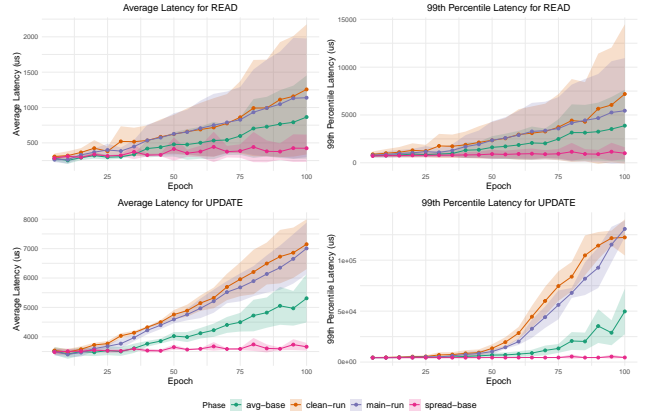 Average Latency for READ
99th Percentile Latency for READ
Average Latency (us)
2000
1500
1000
500
25
50
75
100
Epoch
99th Percentile Latency (us)
15000
10000
5000
0
25
50
75
100
Epoch
Average Latency for UPDATE
99th Percentile Latency for UPDATE
Average Latency (us)
8000
7000
6000
5000
4000
25
50
75
100
Epoch
99th Percentile Latency (us)
1e+05
5e+04
0e+00
25
50
75
100
Epoch
Phase avg-base clean-run main-run spread-base